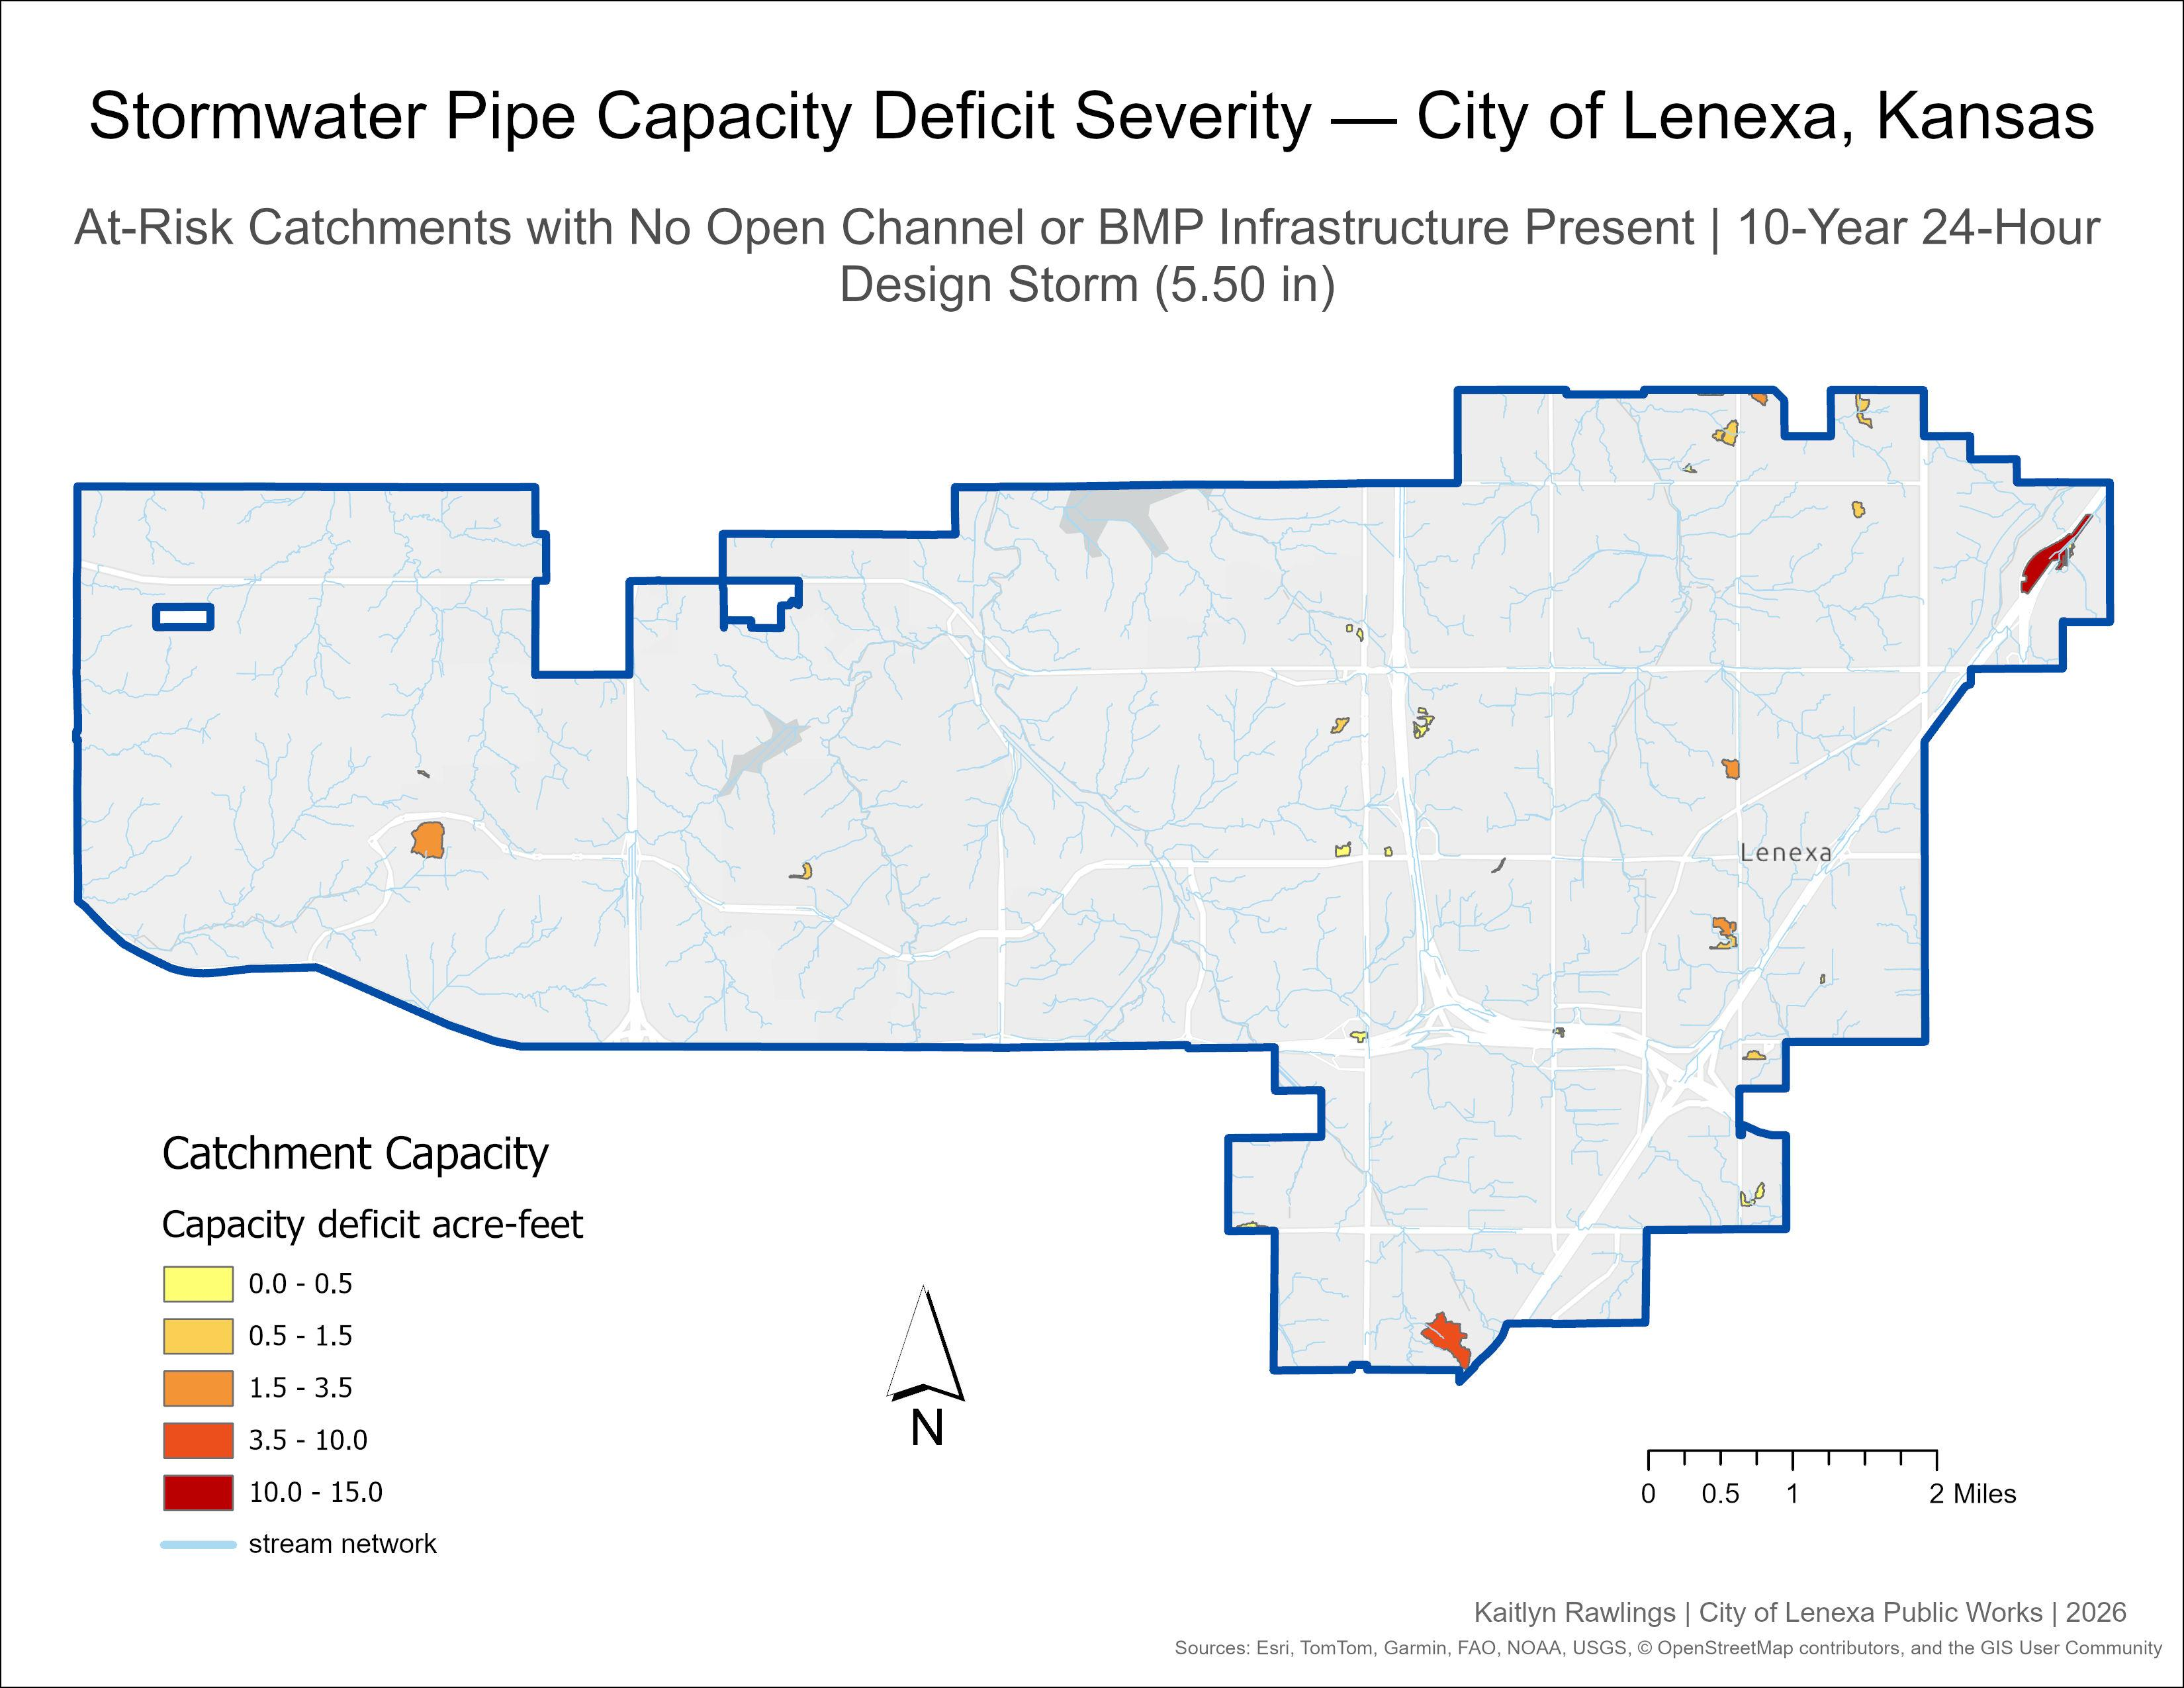 Stormwater Pipe Capacity Deficit Severity — City of Lenexa, Kansas
At-Risk Catchments with No Open Channel or BMP Infrastructure Present | 10-Year 24-Hour
Design Storm (5.50 in)
Lenexa
Catchment Capacity
Capacity deficit acre-feet
0.0 - 0.5
0.5 - 1.5
1.5 - 3.5
3.5 - 10.0
10.0 - 15.0
stream network
N
0 0.5 1 2 Miles
Kaitlyn Rawlings | City of Lenexa Public Works | 2026
Sources: Esri, TomTom, Garmin, FAO, NOAA, USGS, © OpenStreetMap contributors, and the GIS User Community